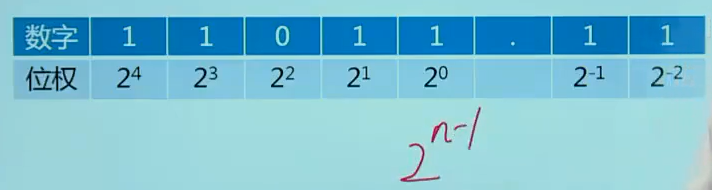 数字 1 1 0 1 1 . 1 1
位权 2⁴ 2³ 2² 2¹ 2⁰ 2⁻¹ 2⁻²
2ⁿ⁻¹